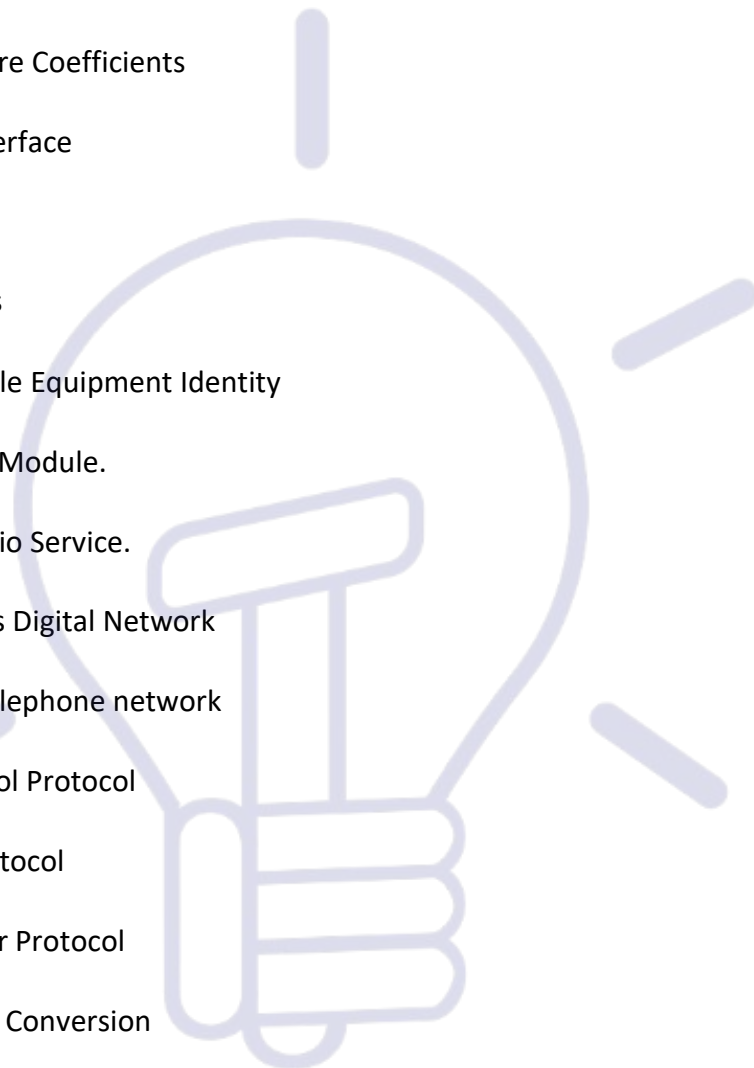 re Coefficients
erface
s
le Equipment Identity
Module.
io Service.
s Digital Network
lephone network
ol Protocol
tocol
r Protocol
Conversion